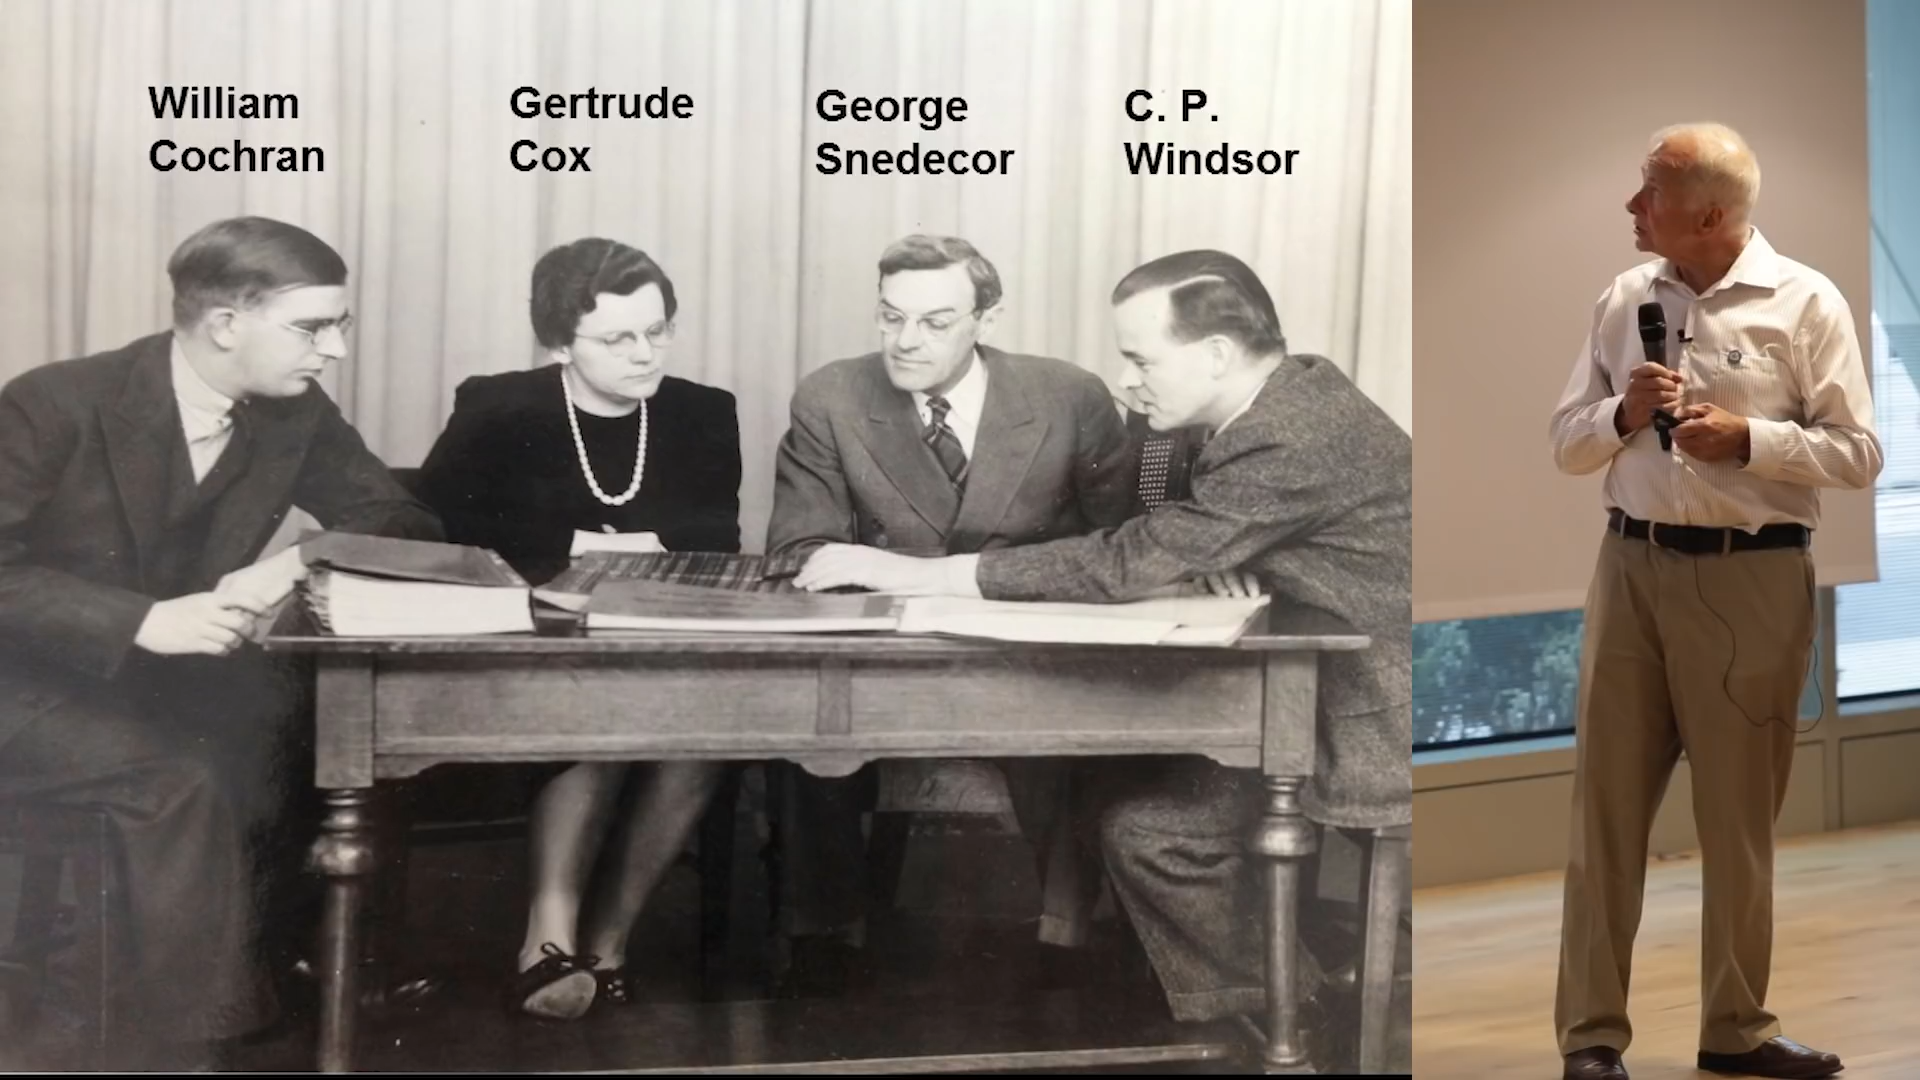 William
Cochran
Gertrude
Cox
George
Snedecor
C. P.
Windsor